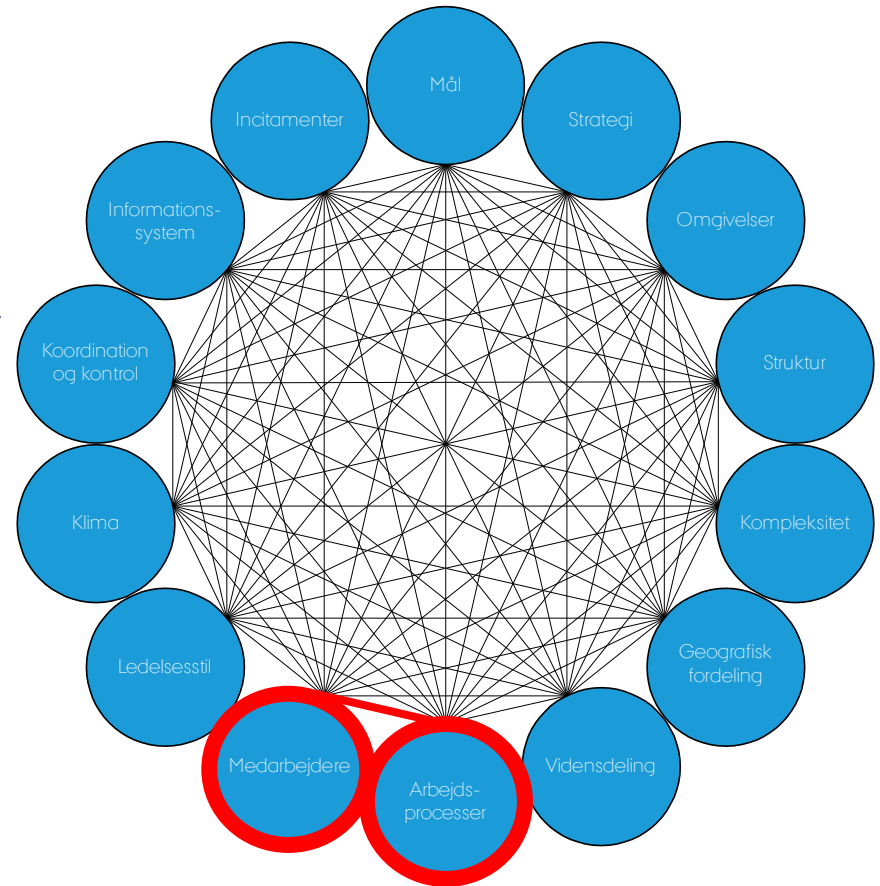 Mål
Strategi
Omgivelser
Struktur
Kompleksitet
Geografisk
fordeling
Vidensdeling
Arbejds-
processer
Medarbejdere
Ledelsesstil
Klima
Koordination
og kontrol
Informations-
system
Incitamenter